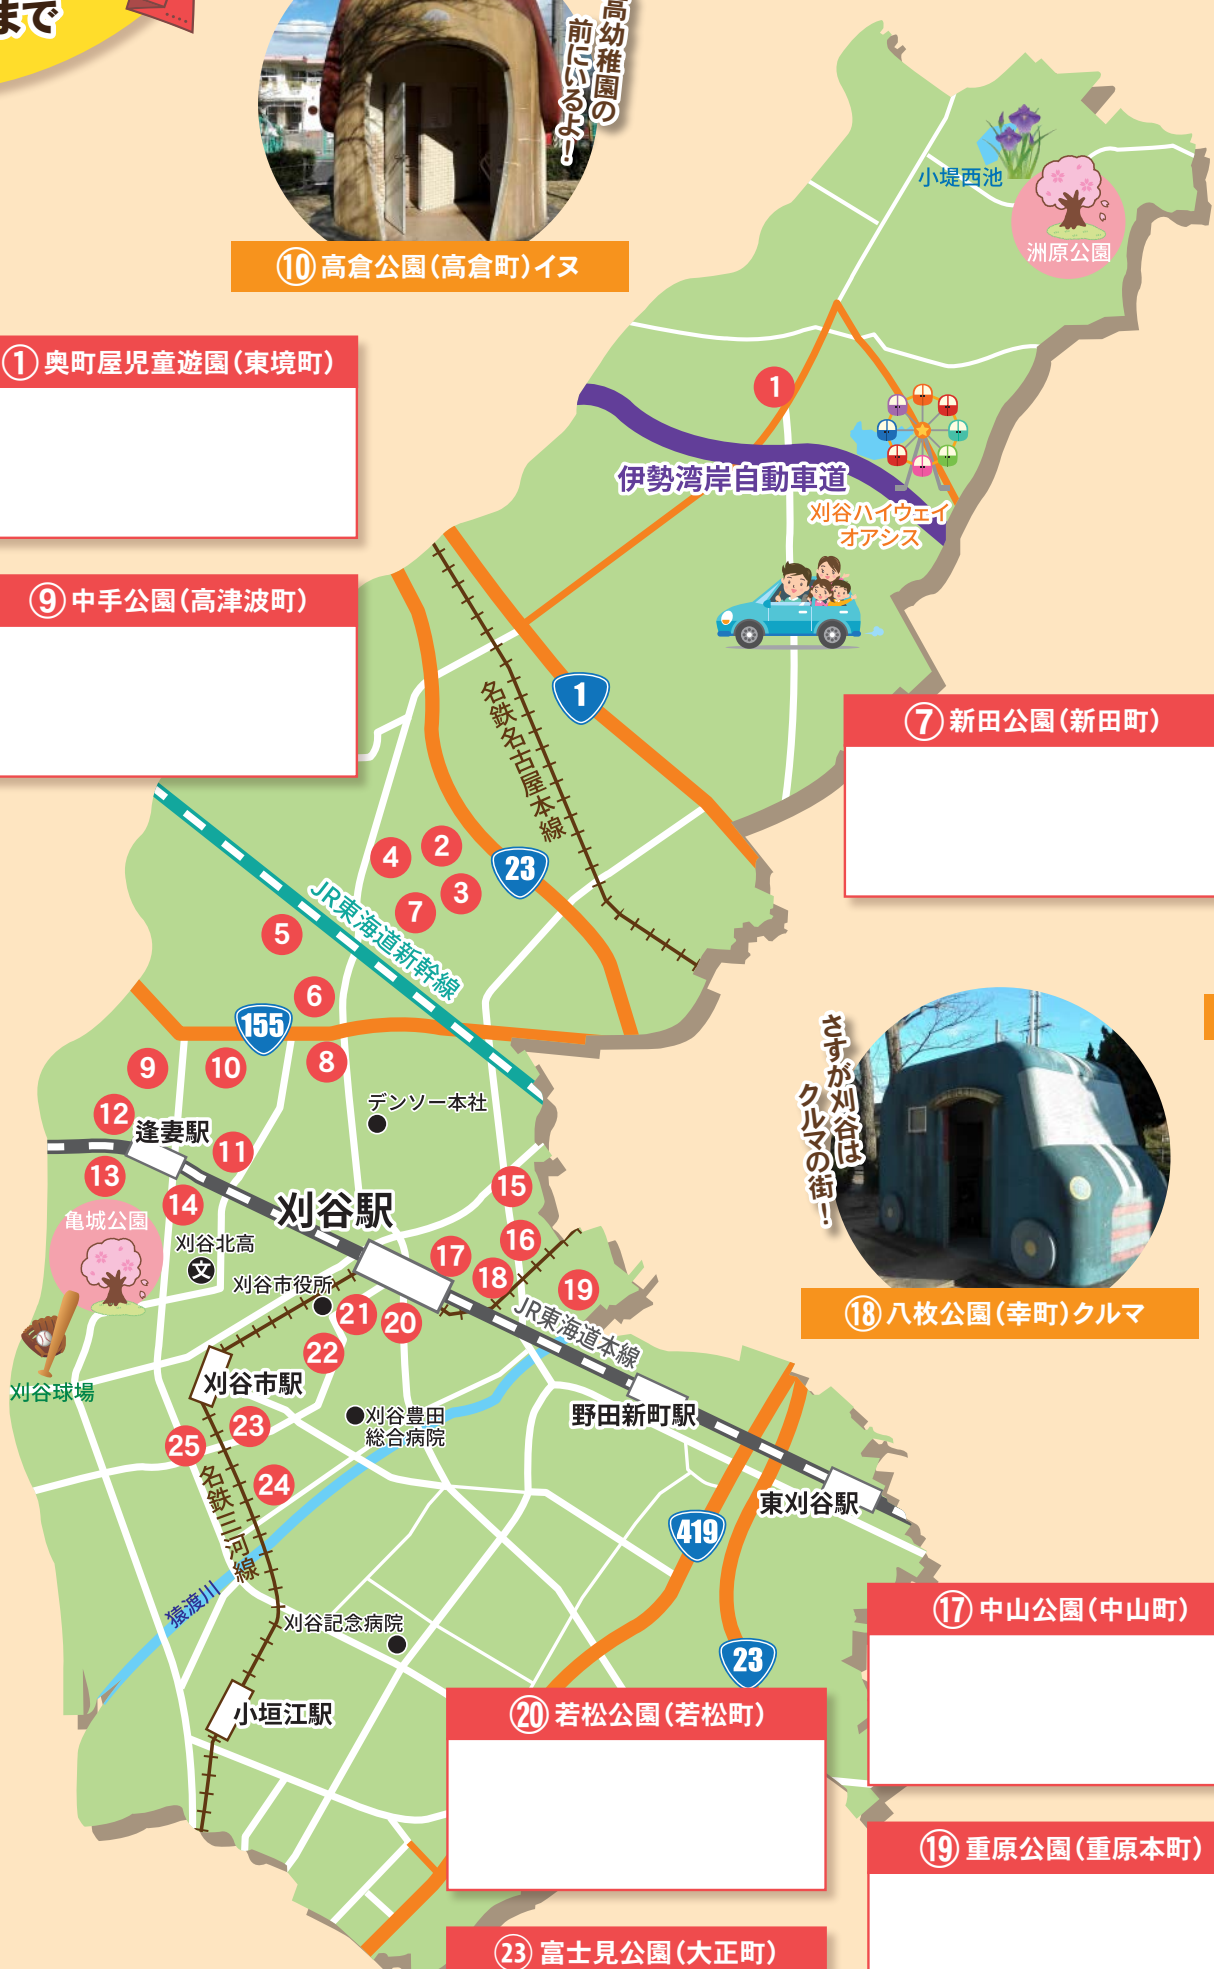 まで
高幼稚園の
前にいるよ！
⑩高倉公園（高倉町）イヌ
小堤西池
洲原公園
①奥町屋児童遊園（東境町）
1
伊勢湾岸自動車道
刈谷ハイウェイ
オアシス
⑨中手公園（高津波町）
名鉄名古屋本線
1
⑦新田公園（新田町）
23
2
4
3
7
JR東海道新幹線
5
6
155
8
9
10
12
逢妻駅
11
デンソー本社
13
14
亀城公園
刈谷北高
文
刈谷駅
15
16
17
18
19
刈谷市役所
21
20
22
JR東海道本線
さすが刈谷は
クルマの街！
⑱八枚公園（幸町）クルマ
刈谷球場
刈谷市駅
23
25
24
名鉄三河線
刈谷豊田
総合病院
野田新町駅
東刈谷駅
419
23
猿渡川
刈谷記念病院
小垣江駅
⑰中山公園（中山町）
⑳若松公園（若松町）
⑲重原公園（重原本町）
㉓富士見公園（大正町）